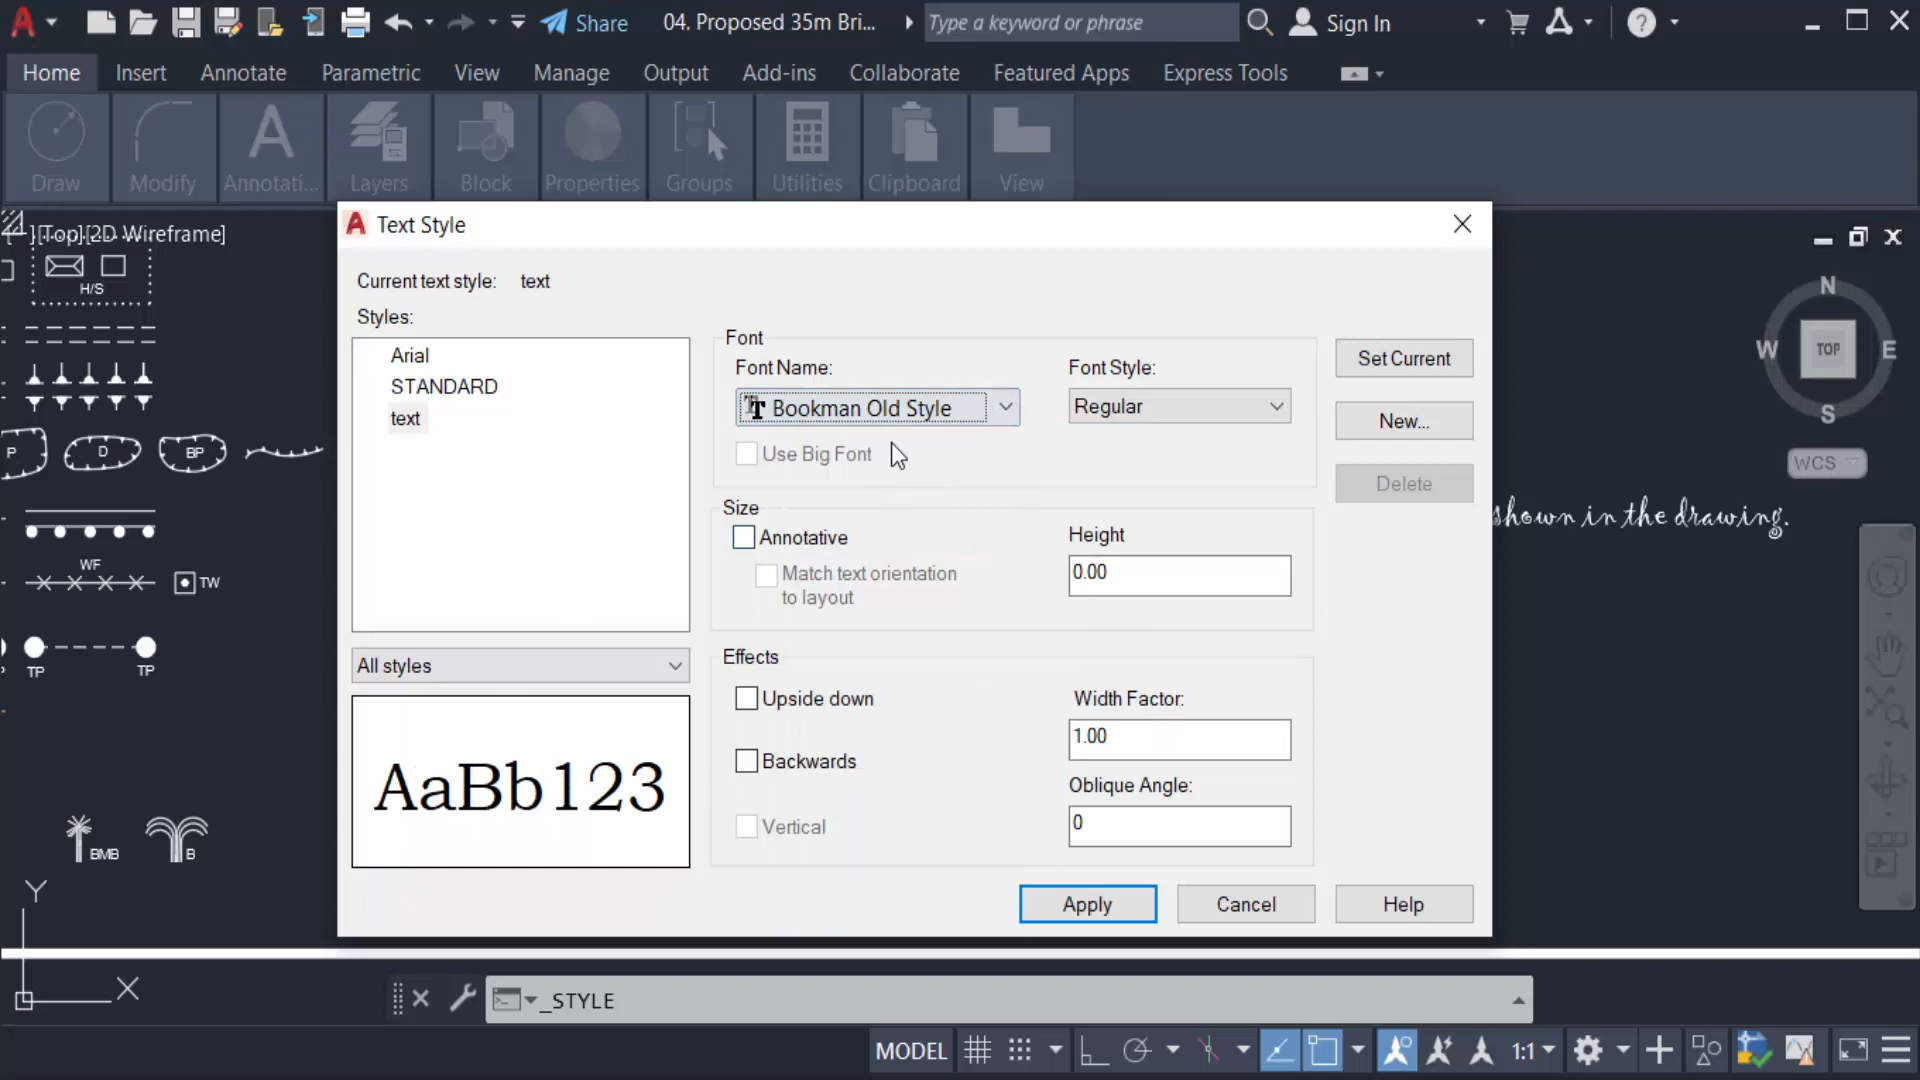 Share
04. Proposed 35m Bri...
Type a keyword or phrase
Sign In
Home
Insert
Annotate
Parametric
View
Manage
Output
Add-ins
Collaborate
Featured Apps
Express Tools
Draw
Modify
Annotati...
Layers
Block
Properties
Groups
Utilities
Clipboard
View
[Top][2D Wireframe]
H/S
P
D
BP
WF
TW
TP
TP
BMB
B
Y
X
Text Style
Current text style: text
Styles:
Arial
STANDARD
text
All styles
AaBb123
Font
Font Name:
Bookman Old Style
Use Big Font
Font Style:
Regular
Size
Annotative
Match text orientation
to layout
Height
0.00
Effects
Upside down
Backwards
Vertical
Width Factor:
1.00
Oblique Angle:
0
Set Current
New...
Delete
Apply
Cancel
Help
N
W
TOP
E
S
WCS
shown in the drawing.
_STYLE
MODEL
1:1